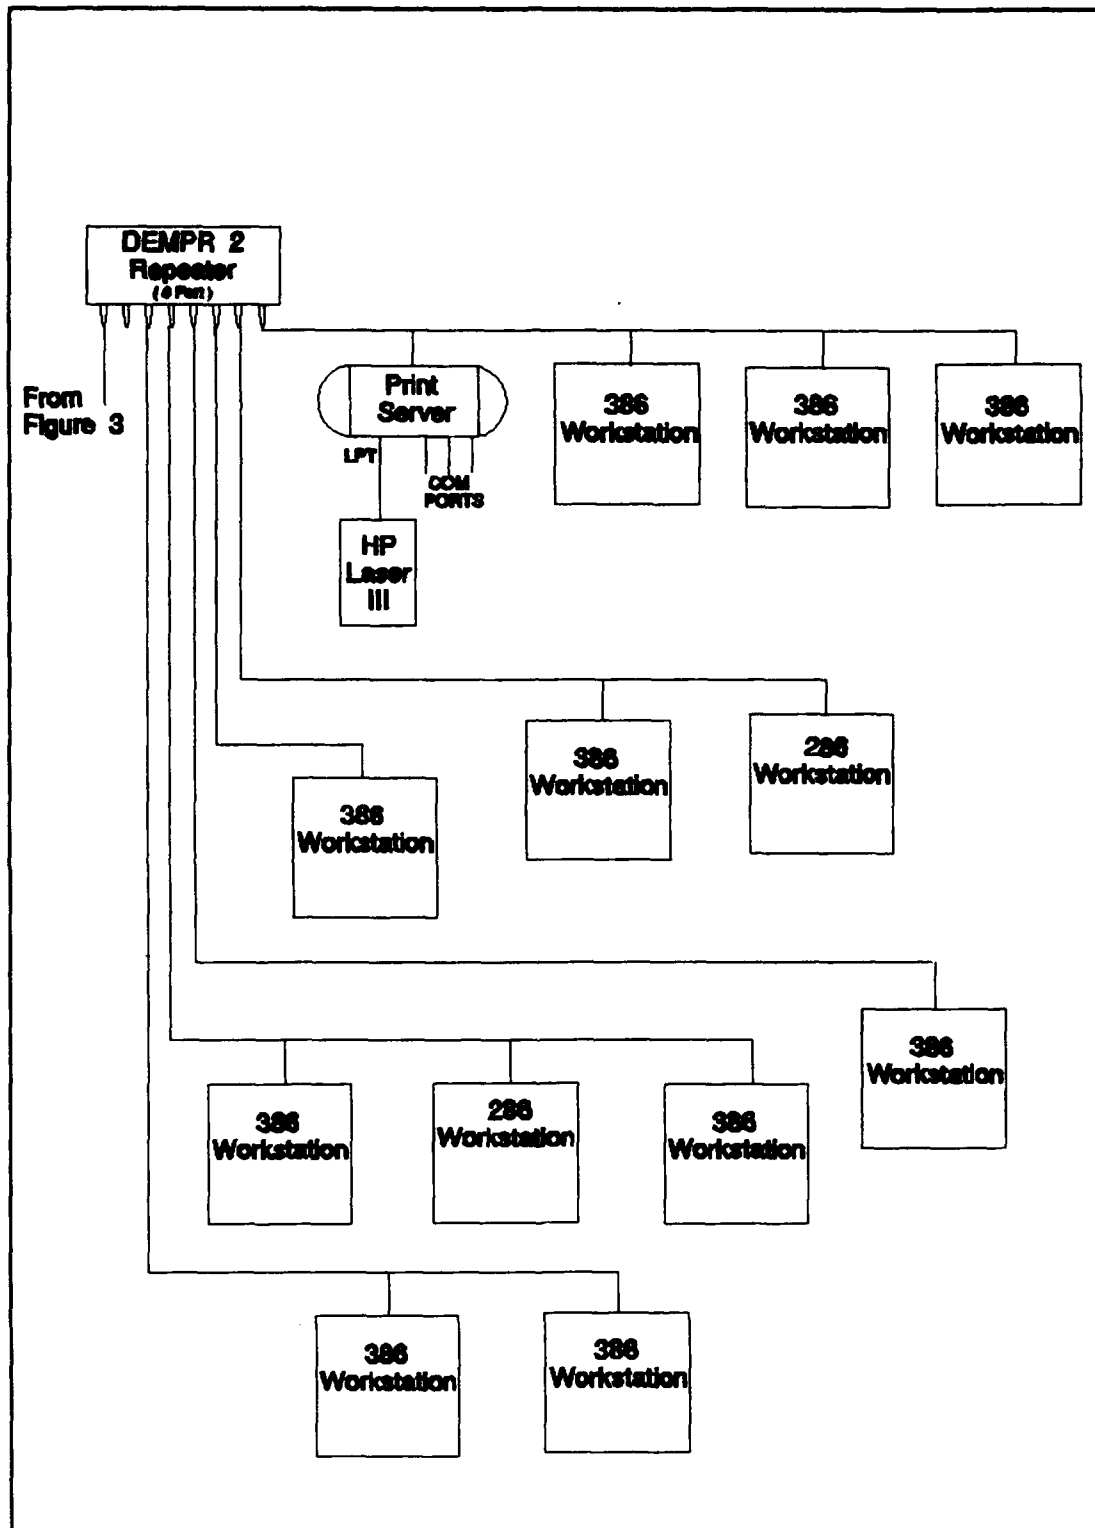 DEMPR 2
Repeater
Port )
From
Figure 3
Print
Server
LPT
COM
PORTS
HP
Laser
III
386
Workstation
386
Workstation
386
Workstation
386
Workstation
286
Workstation
386
Workstation
386
Workstation
386
Workstation
286
Workstation
386
Workstation
386
Workstation
386
Workstation